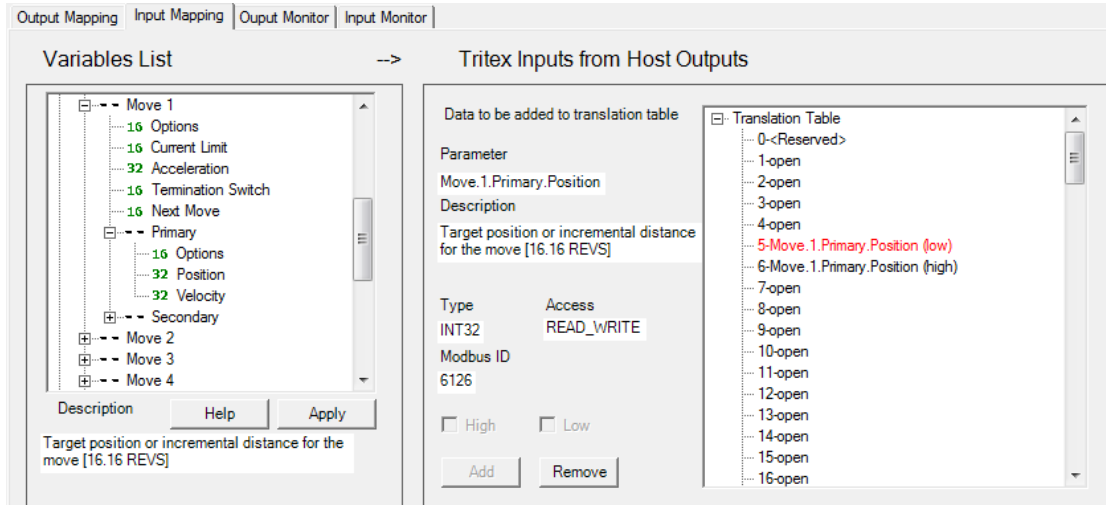 Output Mapping Input Mapping Ouput Monitor Input Monitor
Variables List -->
Move 1
16 Options
16 Current Limit
32 Acceleration
16 Termination Switch
16 Next Move
Primary
16 Options
32 Position
32 Velocity
Secondary
Move 2
Move 3
Move 4
Description Help Apply
Target position or incremental distance for the
move [16.16 REVS]
Tritex Inputs from Host Outputs
Data to be added to translation table
Parameter
Move.1.Primary.Position
Description
Target position or incremental distance
for the move [16.16 REVS]
Type Access
INT32 READ_WRITE
Modbus ID
6126
High Low
Add Remove
Translation Table
0-<Reserved>
1-open
2-open
3-open
4-open
5-Move.1.Primary.Position (low)
6-Move.1.Primary.Position (high)
7-open
8-open
9-open
10-open
11-open
12-open
13-open
14-open
15-open
16-open